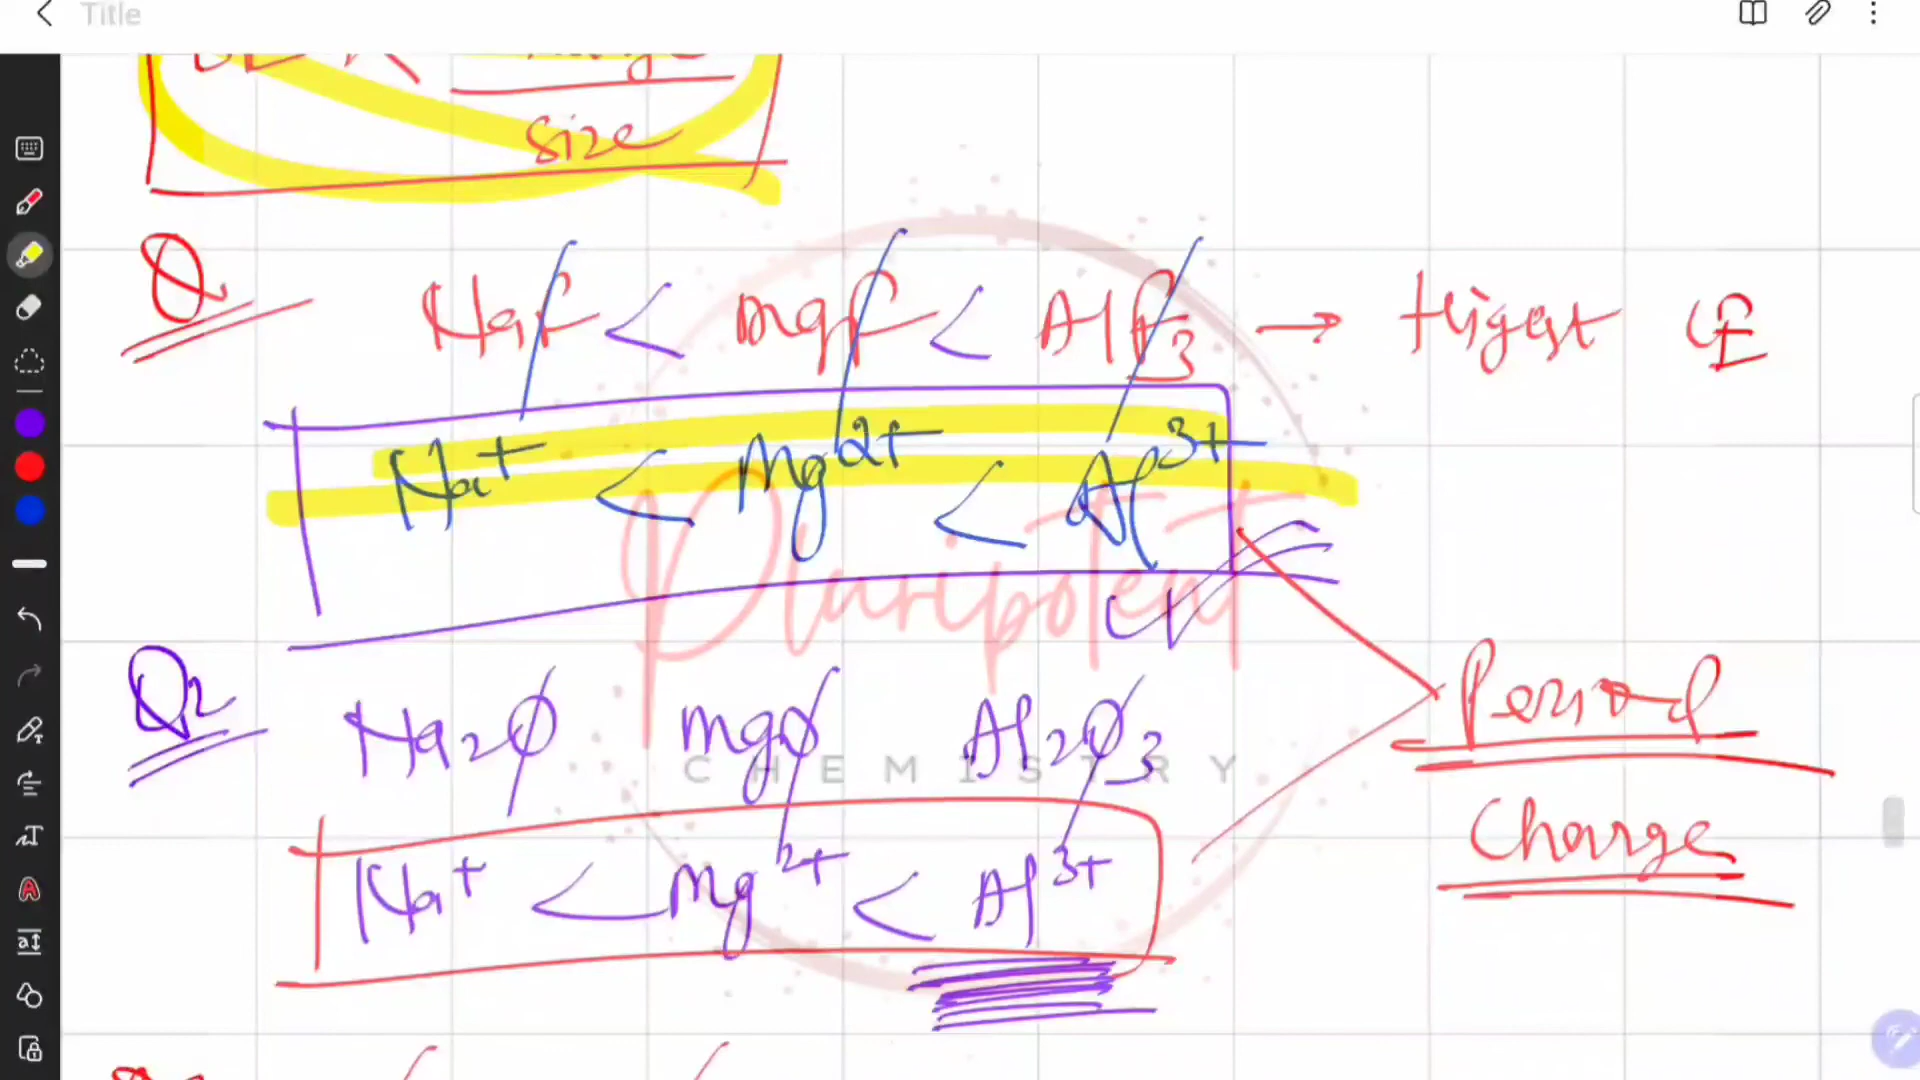 Title
size
Q NaF < mgf < AlF3 → Higest LE
Na+ < Mg2+ < Al3+
Pluripotent
CHEMISTRY
Q2 Na2O mgO Al2O3
Period
Charge
Na+ < Mg2+ < Al3+